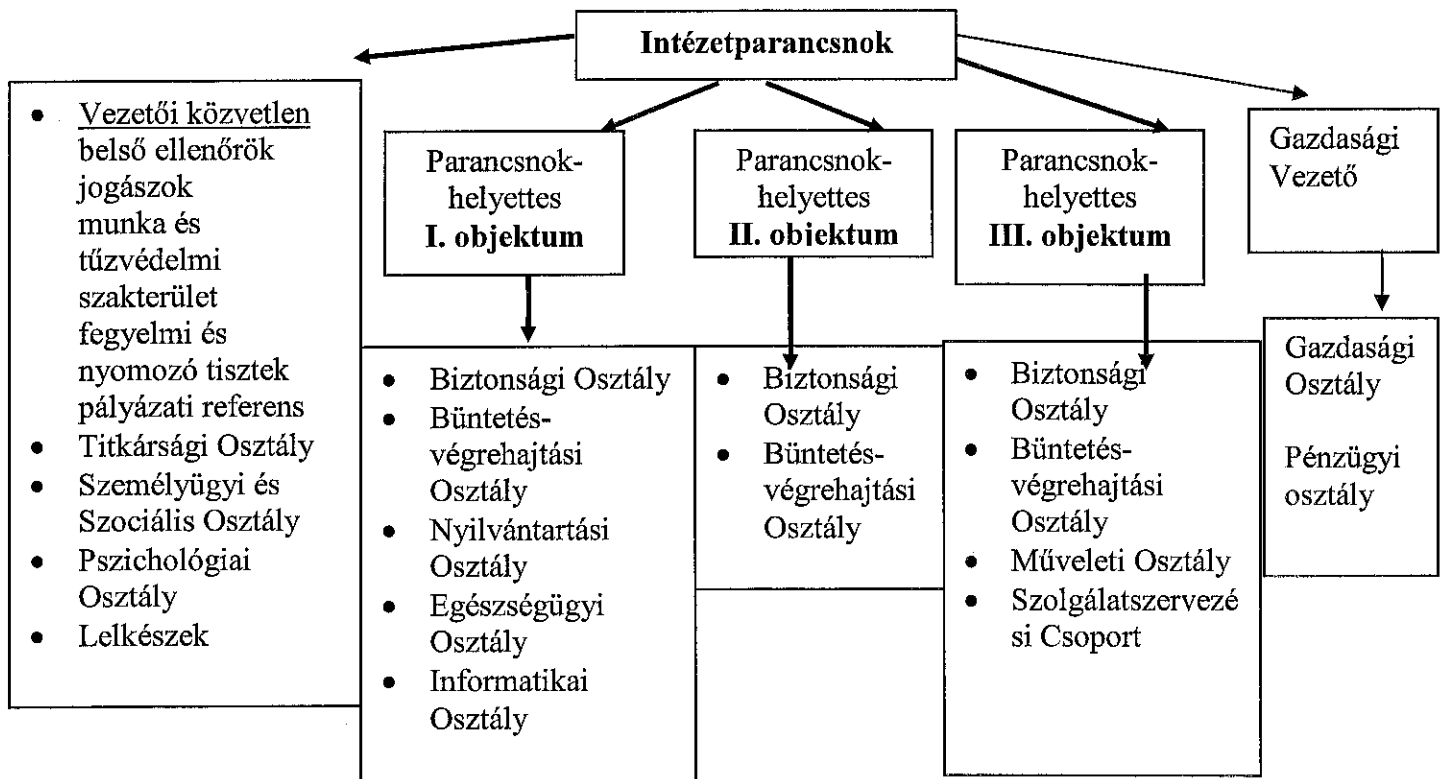 Intézetparancsnok
• Vezetői közvetlen
belső ellenőrök
jogászok
munka és
tűzvédelmi
szakterület
fegyelmi és
nyomozó tisztek
pályázati referens
• Titkársági Osztály
• Személyügyi és
Szociális Osztály
• Pszichológiai
Osztály
• Lelkészek
Parancsnok-
helyettes
I. objektum
Parancsnok-
helyettes
II. obiektum
Parancsnok-
helyettes
III. objektum
Gazdasági
Vezető
• Biztonsági Osztály
• Büntetés-
végrehajtási
Osztály
• Nyilvántartási
Osztály
• Egészségügyi
Osztály
• Informatikai
Osztály
• Biztonsági
Osztály
• Büntetés-
végrehajtási
Osztály
• Biztonsági
Osztály
• Büntetés-
végrehajtási
Osztály
• Műveleti Osztály
• Szolgálatszervezé
si Csoport
Gazdasági
Osztály
Pénzügyi
osztály